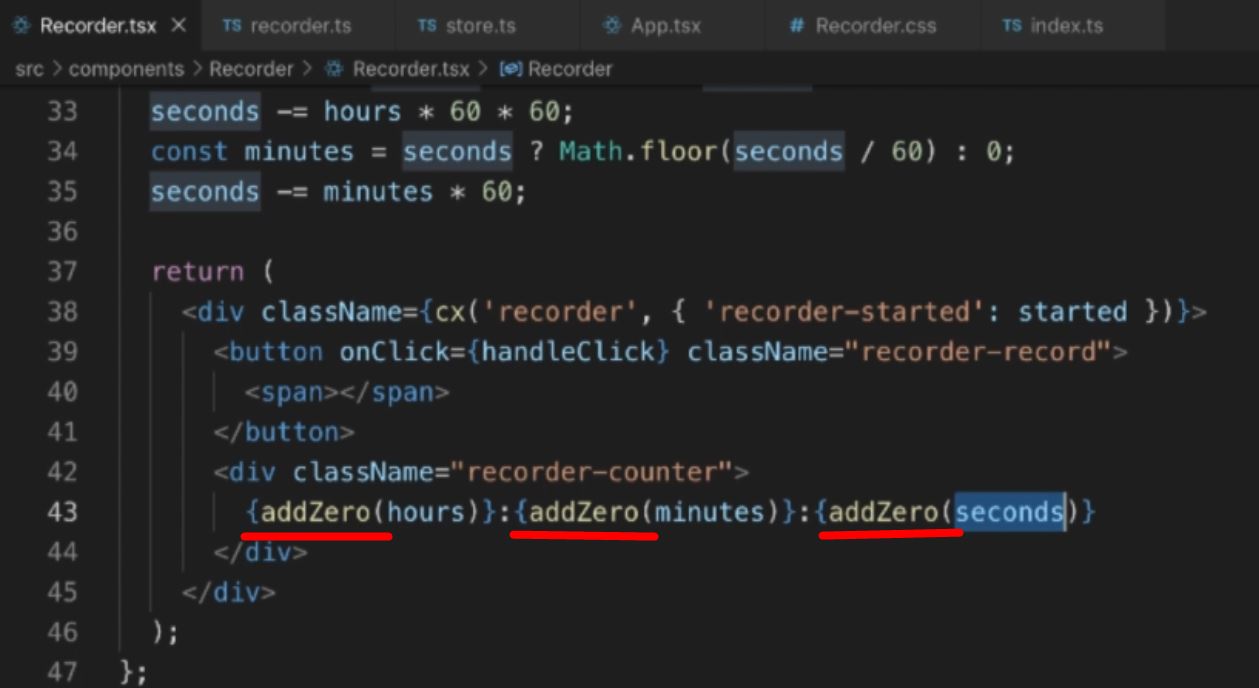 Recorder.tsx × TS recorder.ts TS store.ts App.tsx # Recorder.css TS index.ts
src > components > Recorder > Recorder.tsx > Recorder
33 seconds -= hours * 60 * 60;
34 const minutes = seconds ? Math.floor(seconds / 60) : 0;
35 seconds -= minutes * 60;
36
37 return (
38 <div className={cx('recorder', { 'recorder-started': started })}>
39 <button onClick={handleClick} className="recorder-record">
40 <span></span>
41 </button>
42 <div className="recorder-counter">
43 {addZero(hours)}:{addZero(minutes)}:{addZero(seconds)}
44 </div>
45 </div>
46 );
47 };